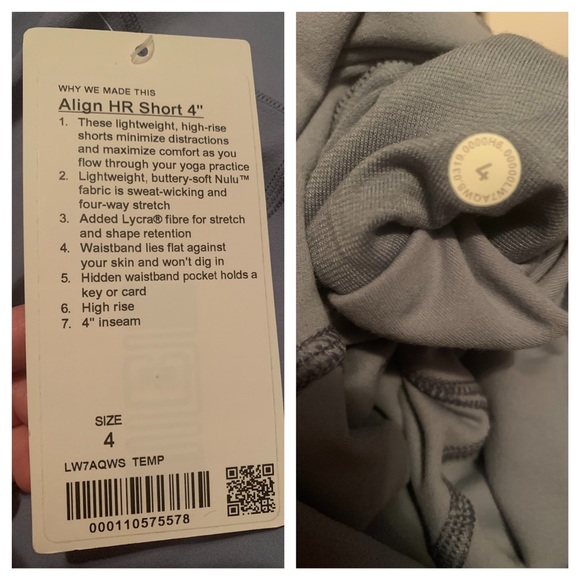 WHY WE MADE THIS
Align HR Short 4"
1. These lightweight, high-rise
shorts minimize distractions
and maximize comfort as you
flow through your yoga practice
2. Lightweight, buttery-soft Nulu™
fabric is sweat-wicking and
four-way stretch
3. Added Lycra® fibre for stretch
and shape retention
4. Waistband lies flat against
your skin and won't dig in
5. Hidden waistband pocket holds a
key or card
6. High rise
7. 4" inseam
SIZE
4
LW7AQWS TEMP
000110575578
4